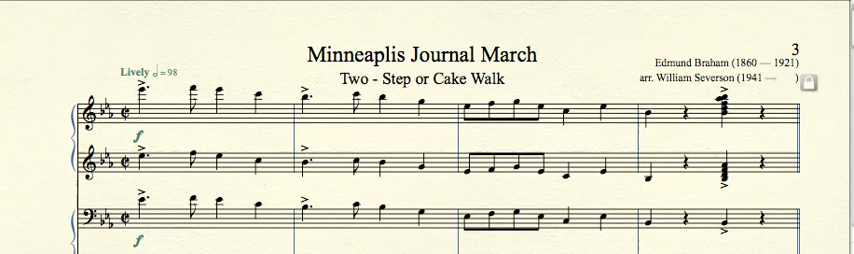 3
Minneaplis Journal March
Edmund Braham (1860 — 1921)
Lively 𝅗𝅥 = 98
Two - Step or Cake Walk
arr. William Severson (1941 — )
f
f